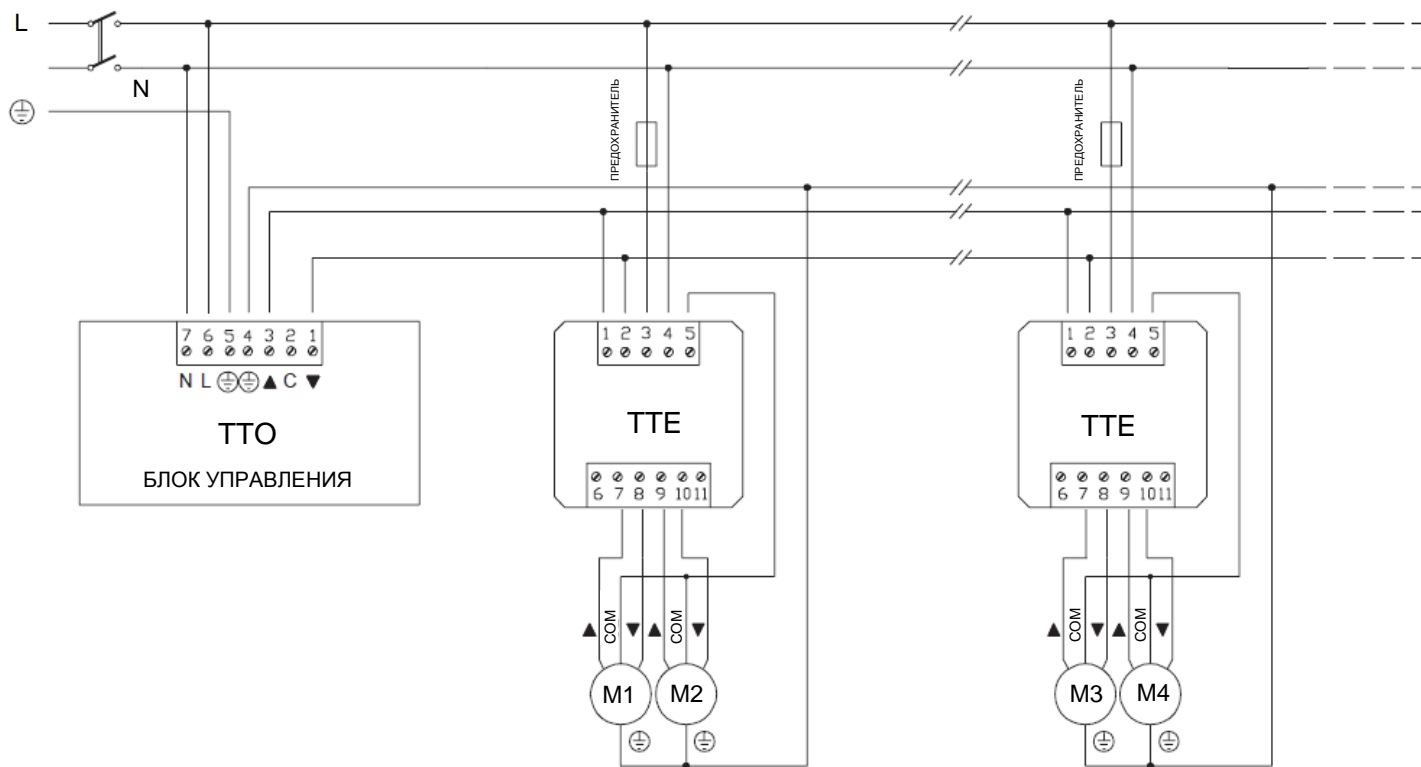 L
N
ПРЕДОХРАНИТЕЛЬ
ПРЕДОХРАНИТЕЛЬ
7 6 5 4 3 2 1
N L ▲ C ▼
TTO
БЛОК УПРАВЛЕНИЯ
1 2 3 4 5
TTE
6 7 8 9 10 11
1 2 3 4 5
TTE
6 7 8 9 10 11
▲ COM ▼ ▲ COM ▼
M1 M2
▲ COM ▼ ▲ COM ▼
M3 M4